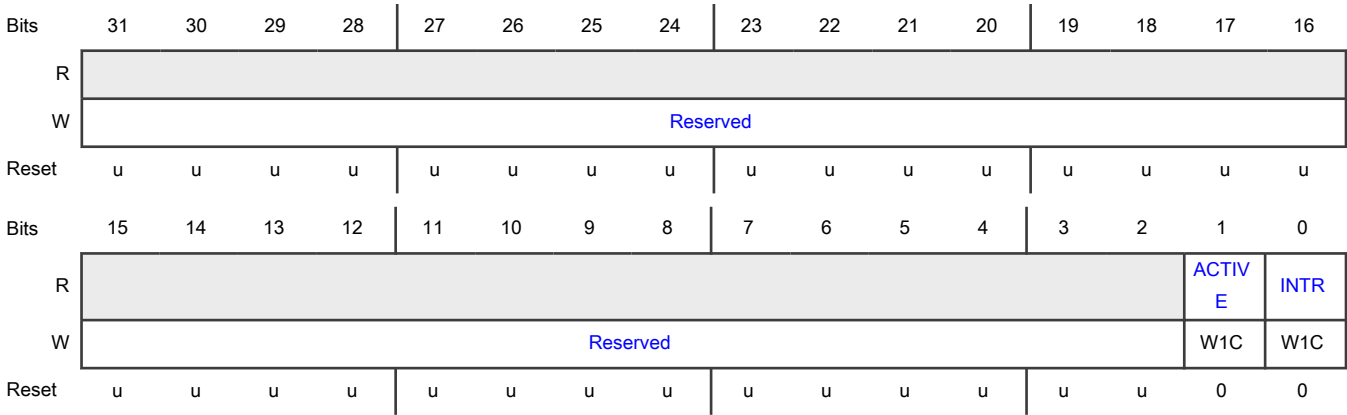 Bits 31 30 29 28 27 26 25 24 23 22 21 20 19 18 17 16
R
W Reserved
Reset u u u u u u u u u u u u u u u u
Bits 15 14 13 12 11 10 9 8 7 6 5 4 3 2 1 0
R ACTIV
E INTR
W Reserved W1C W1C
Reset u u u u u u u u u u u u u u 0 0